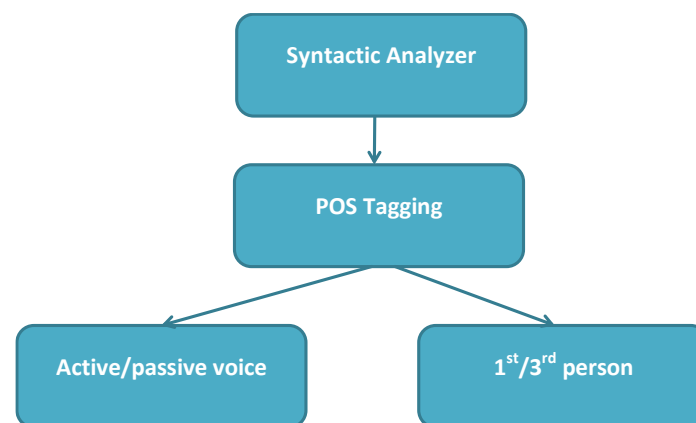 Syntactic Analyzer
POS Tagging
Active/passive voice
1st/3rd person